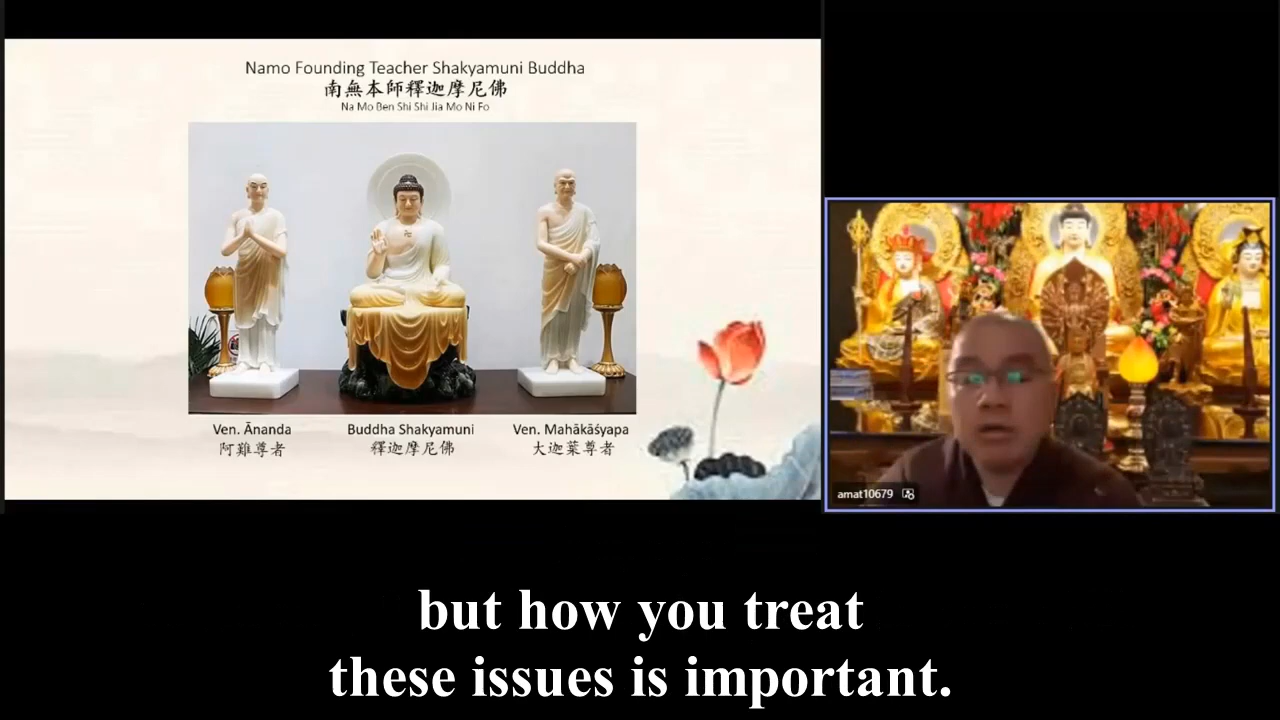 Namo Founding Teacher Shakyamuni Buddha
南無本師釋迦摩尼佛
Na Mo Ben Shi Shi Jia Mo Ni Fo
Ven. Ānanda
阿難尊者
Buddha Shakyamuni
釋迦摩尼佛
Ven. Mahākāśyapa
大迦葉尊者
amat10679
but how you treat
these issues is important.